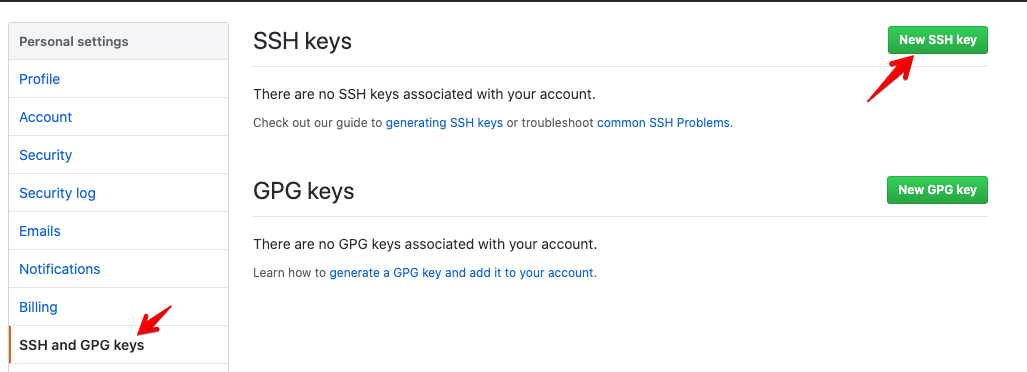 Personal settings
Profile
Account
Security
Security log
Emails
Notifications
Billing
SSH and GPG keys
SSH keys
New SSH key
There are no SSH keys associated with your account.
Check out our guide to generating SSH keys or troubleshoot common SSH Problems.
GPG keys
New GPG key
There are no GPG keys associated with your account.
Learn how to generate a GPG key and add it to your account.